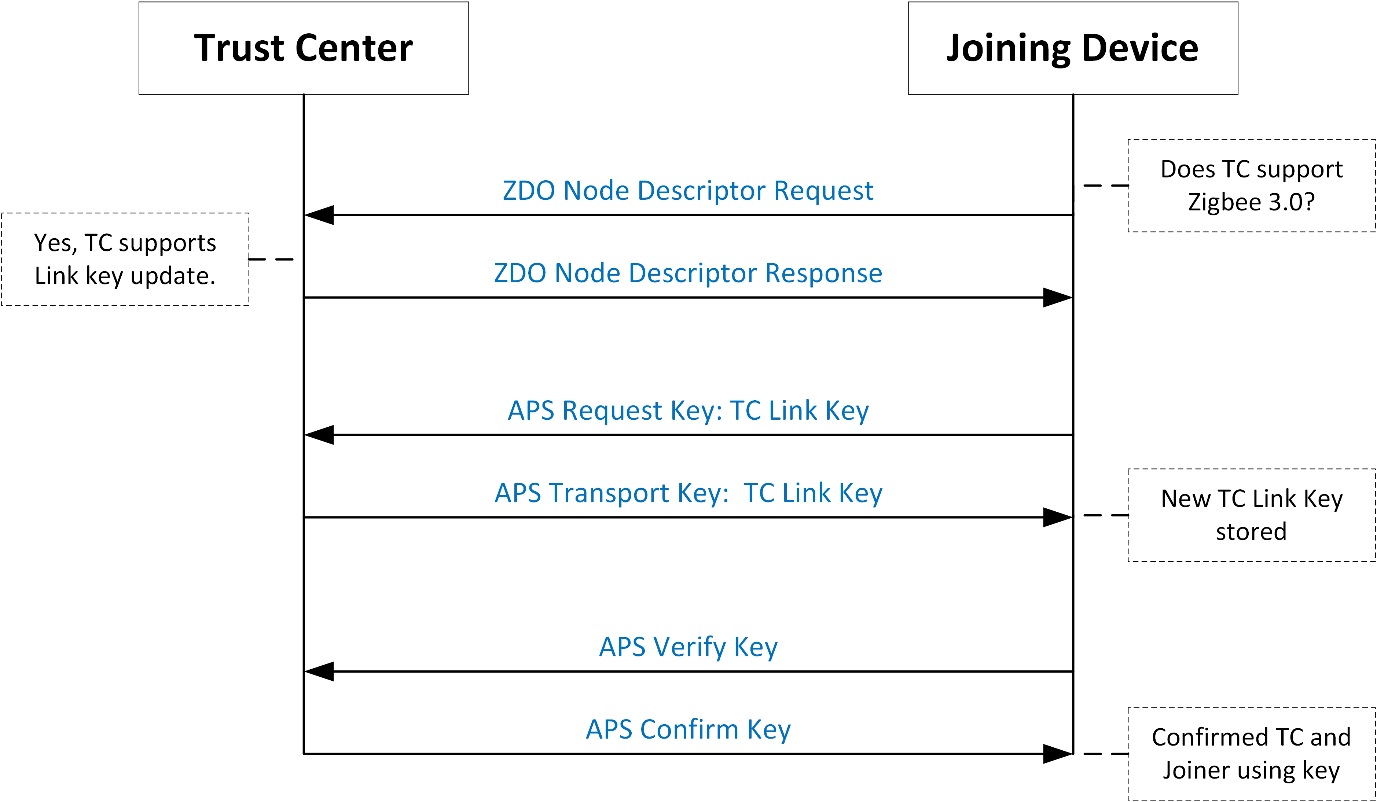 Trust Center
Joining Device
Does TC support
Zigbee 3.0?
ZDO Node Descriptor Request
Yes, TC supports
Link key update.
ZDO Node Descriptor Response
APS Request Key: TC Link Key
APS Transport Key:  TC Link Key
New TC Link Key
stored
APS Verify Key
APS Confirm Key
Confirmed TC and
Joiner using key